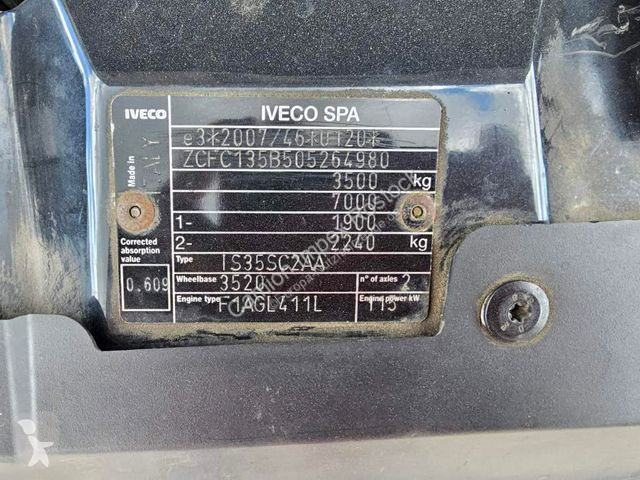 IVECO IVECO SPA
e3*2007/46*0120*
ZCFC135B505264980
Made in ITALY
3500 kg
7000
1- 1900
2- 2240 kg
Corrected absorption value
0.609
Type IS35SC2AA
Wheelbase 3520 n° of axles 2
Engine type F1AGL411L Engine power kW 115